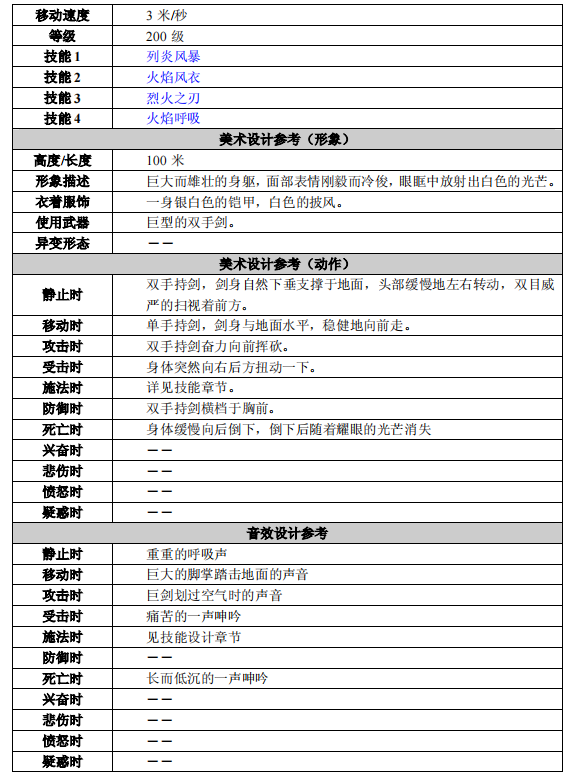 移动速度 3 米/秒
等级 200 级
技能 1 列炎风暴
技能 2 火焰风衣
技能 3 烈火之刃
技能 4 火焰呼吸
美术设计参考（形象）
高度/长度 100 米
形象描述 巨大而雄壮的身躯，面部表情刚毅而冷俊，眼眶中放射出白色的光芒。
衣着服饰 一身银白色的铠甲，白色的披风。
使用武器 巨型的双手剑。
异变形态 －－
美术设计参考（动作）
静止时 双手持剑，剑身自然下垂支撑于地面，头部缓慢地左右转动，双目威
严的扫视着前方。
移动时 单手持剑，剑身与地面水平，稳健地向前走。
攻击时 双手持剑奋力向前挥砍。
受击时 身体突然向右后方扭动一下。
施法时 详见技能章节。
防御时 双手持剑横档于胸前。
死亡时 身体缓慢向后倒下，倒下后随着耀眼的光芒消失
兴奋时 －－
悲伤时 －－
愤怒时 －－
疑惑时 －－
音效设计参考
静止时 重重的呼吸声
移动时 巨大的脚掌踏击地面的声音
攻击时 巨剑划过空气时的声音
受击时 痛苦的一声呻吟
施法时 见技能设计章节
防御时 －－
死亡时 长而低沉的一声呻吟
兴奋时 －－
悲伤时 －－
愤怒时 －－
疑惑时 －－